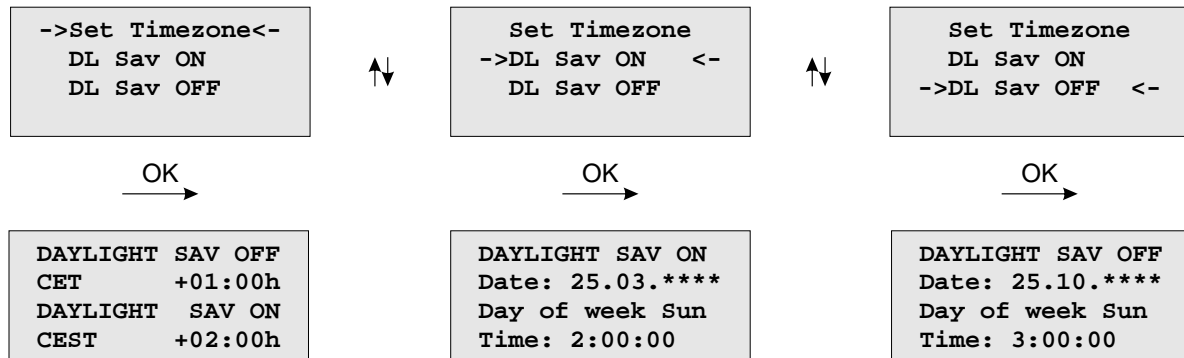 ->Set Timezone<-
DL Sav ON
DL Sav OFF
Set Timezone
->DL Sav ON <-
DL Sav OFF
Set Timezone
DL Sav ON
->DL Sav OFF <-
OK
OK
OK
DAYLIGHT SAV OFF
CET +01:00h
DAYLIGHT SAV ON
CEST +02:00h
DAYLIGHT SAV ON
Date: 25.03.****
Day of week Sun
Time: 2:00:00
DAYLIGHT SAV OFF
Date: 25.10.****
Day of week Sun
Time: 3:00:00